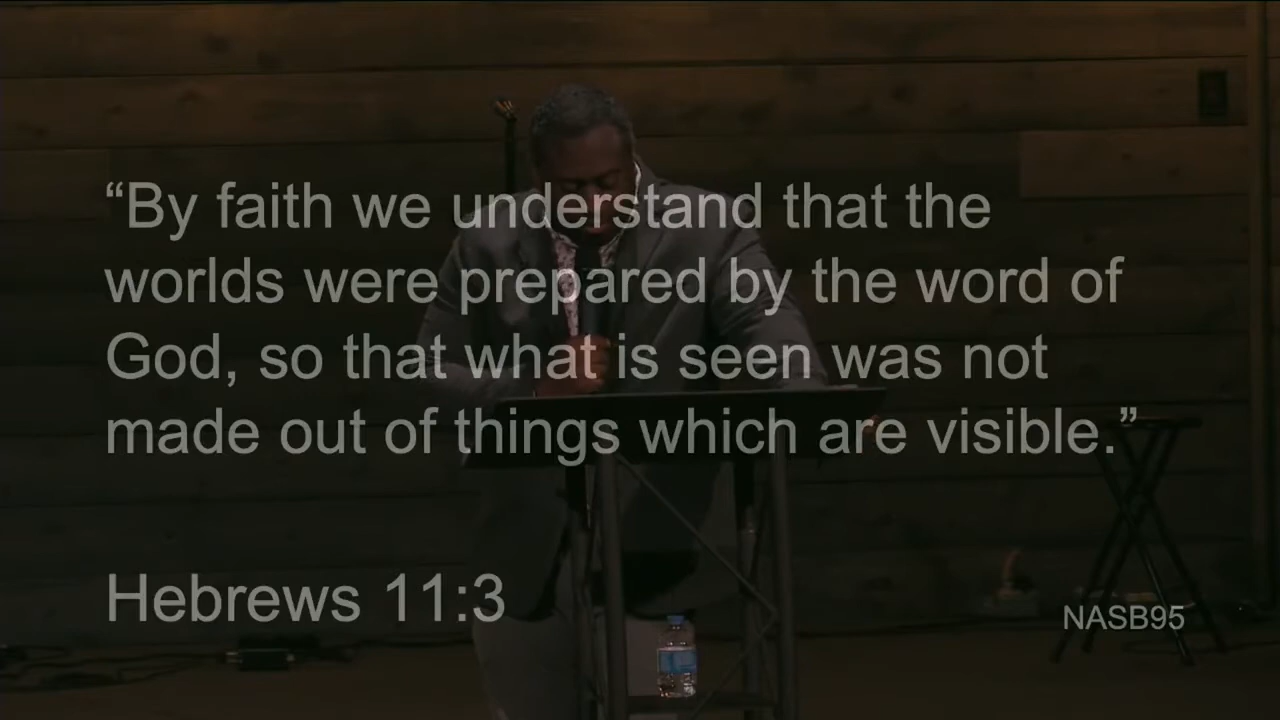 “By faith we understand that the
worlds were prepared by the word of
God, so that what is seen was not
made out of things which are visible.”
Hebrews 11:3
NASB95